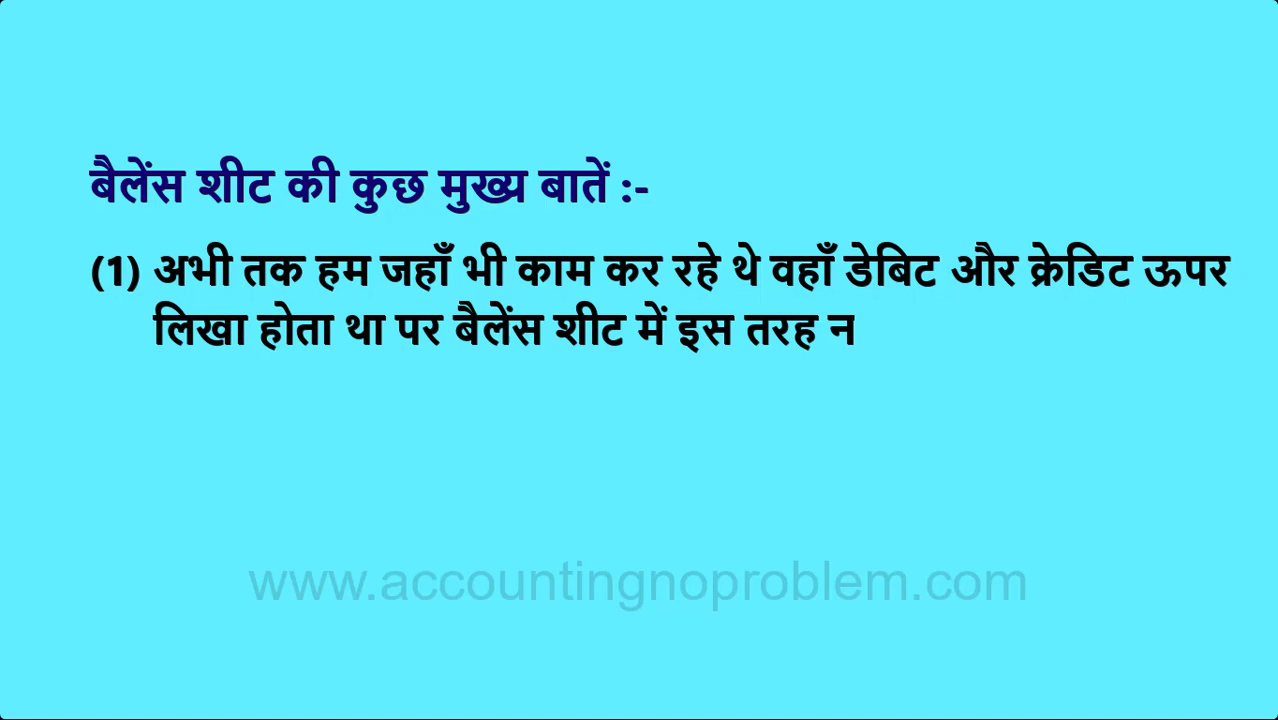 बैलेंस शीट की कुछ मुख्य बातें :-
(1) अभी तक हम जहाँ भी काम कर रहे थे वहाँ डेबिट और क्रेडिट ऊपर
लिखा होता था पर बैलेंस शीट में इस तरह न
www.accountingnoproblem.com